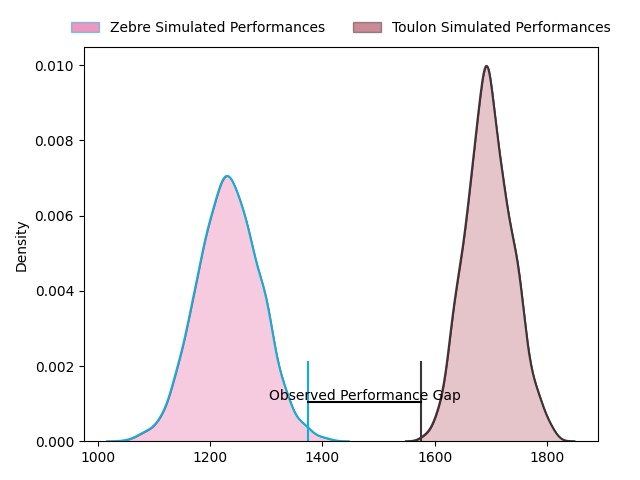 Zebre Simulated Performances
Toulon Simulated Performances
0.010
0.008
0.006
0.004
0.002
0.000
Density
Observed Performance Gap
1000
1200
1400
1600
1800